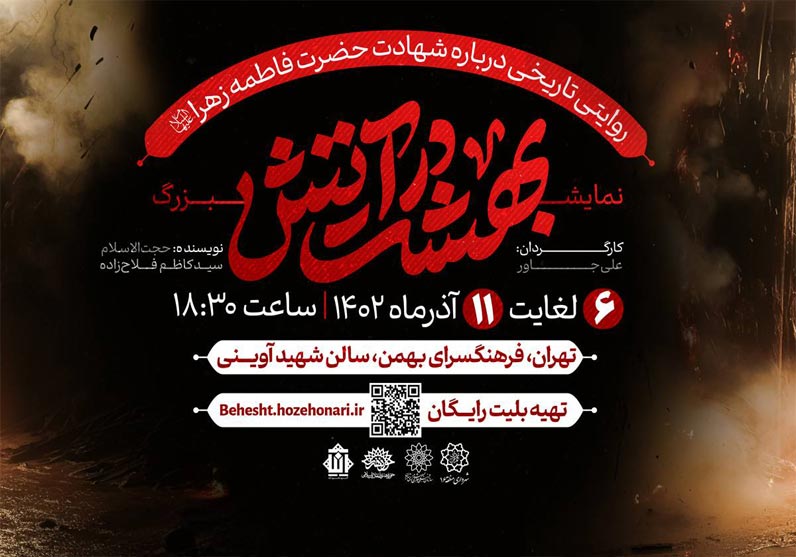 روایتی تاریخی درباره شهادت حضرت فاطمه زهرا
نمایش بزرگ
بهشت در آتش
کارگردان:
علی جاور
نویسنده: حجت‌الاسلام
سید کاظم فلاح‌زاده
۶ لغایت ۱۱ آذرماه ۱۴۰۲ | ساعت ۱۸:۳۰
تهران، فرهنگسرای بهمن، سالن شهید آوینی
تهیه بلیت رایگان
Behesht.hozehonari.ir